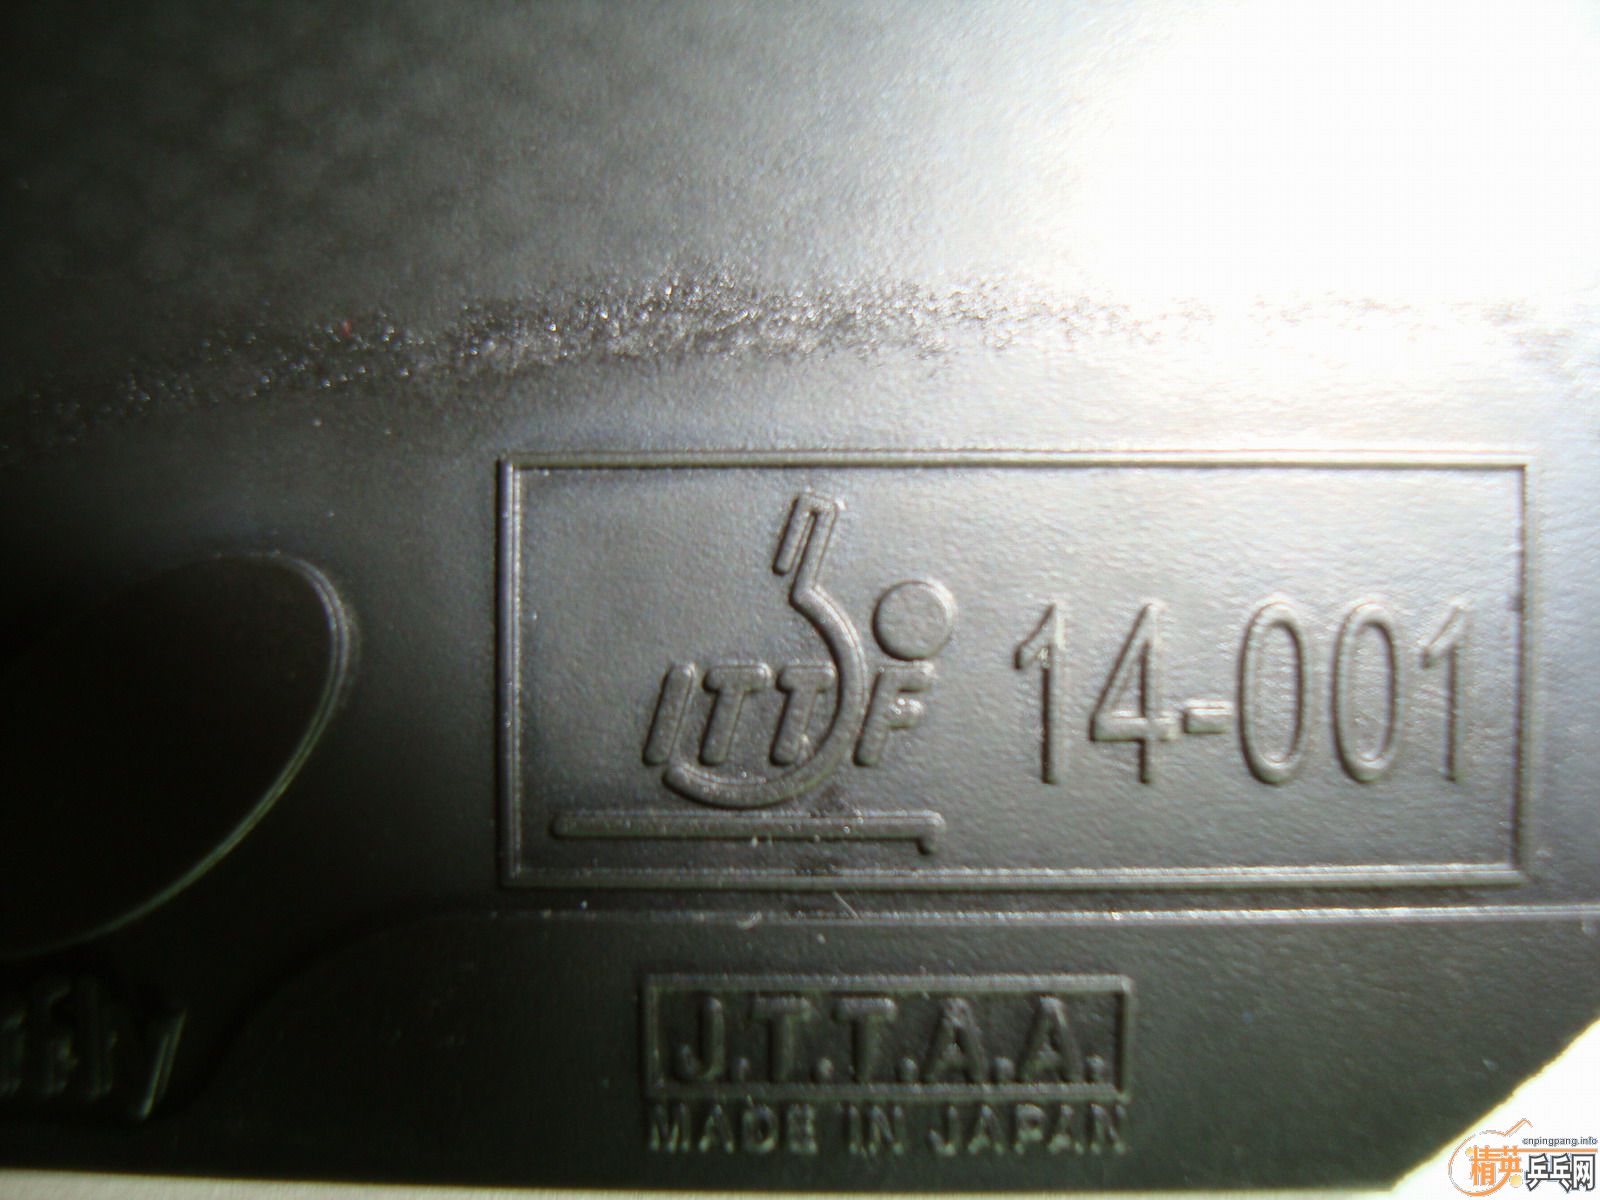 ITTF 14-001
J.T.T.A.A.
MADE IN JAPAN
cnpingpang.info
精英乒乓网